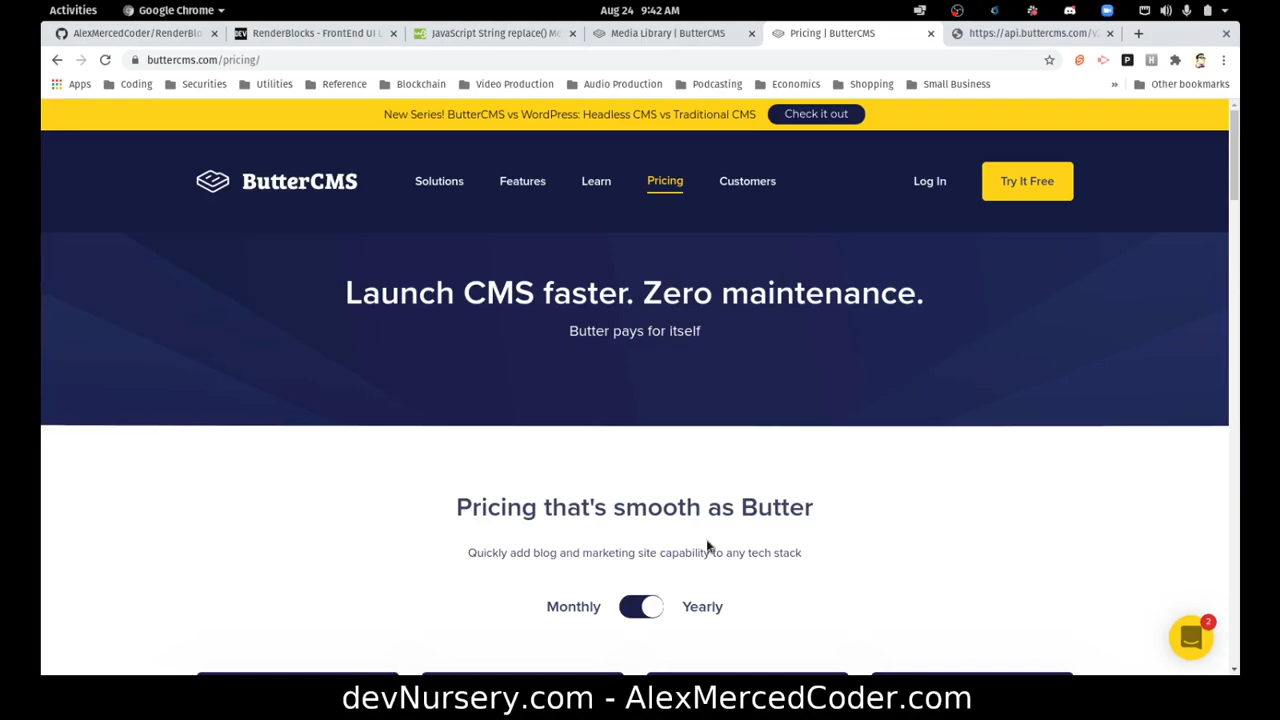 Activities
Google Chrome
Aug 24 9:42 AM
AlexMercedCoder/RenderBlo
DEV
RenderBlocks - FrontEnd UI L
JavaScript String replace() Me
Media Library | ButterCMS
Pricing | ButterCMS
https://api.buttercms.com/v
buttercms.com/pricing/
P
H
Apps
Coding
Securities
Utilities
Reference
Blockchain
Video Production
Audio Production
Podcasting
Economics
Shopping
Small Business
»
Other bookmarks
New Series! ButterCMS vs WordPress: Headless CMS vs Traditional CMS
Check it out
ButterCMS
Solutions
Features
Learn
Pricing
Customers
Log In
Try It Free
Launch CMS faster. Zero maintenance.
Butter pays for itself
Pricing that's smooth as Butter
Quickly add blog and marketing site capability to any tech stack
Monthly
Yearly
2
devNursery.com - AlexMercedCoder.com